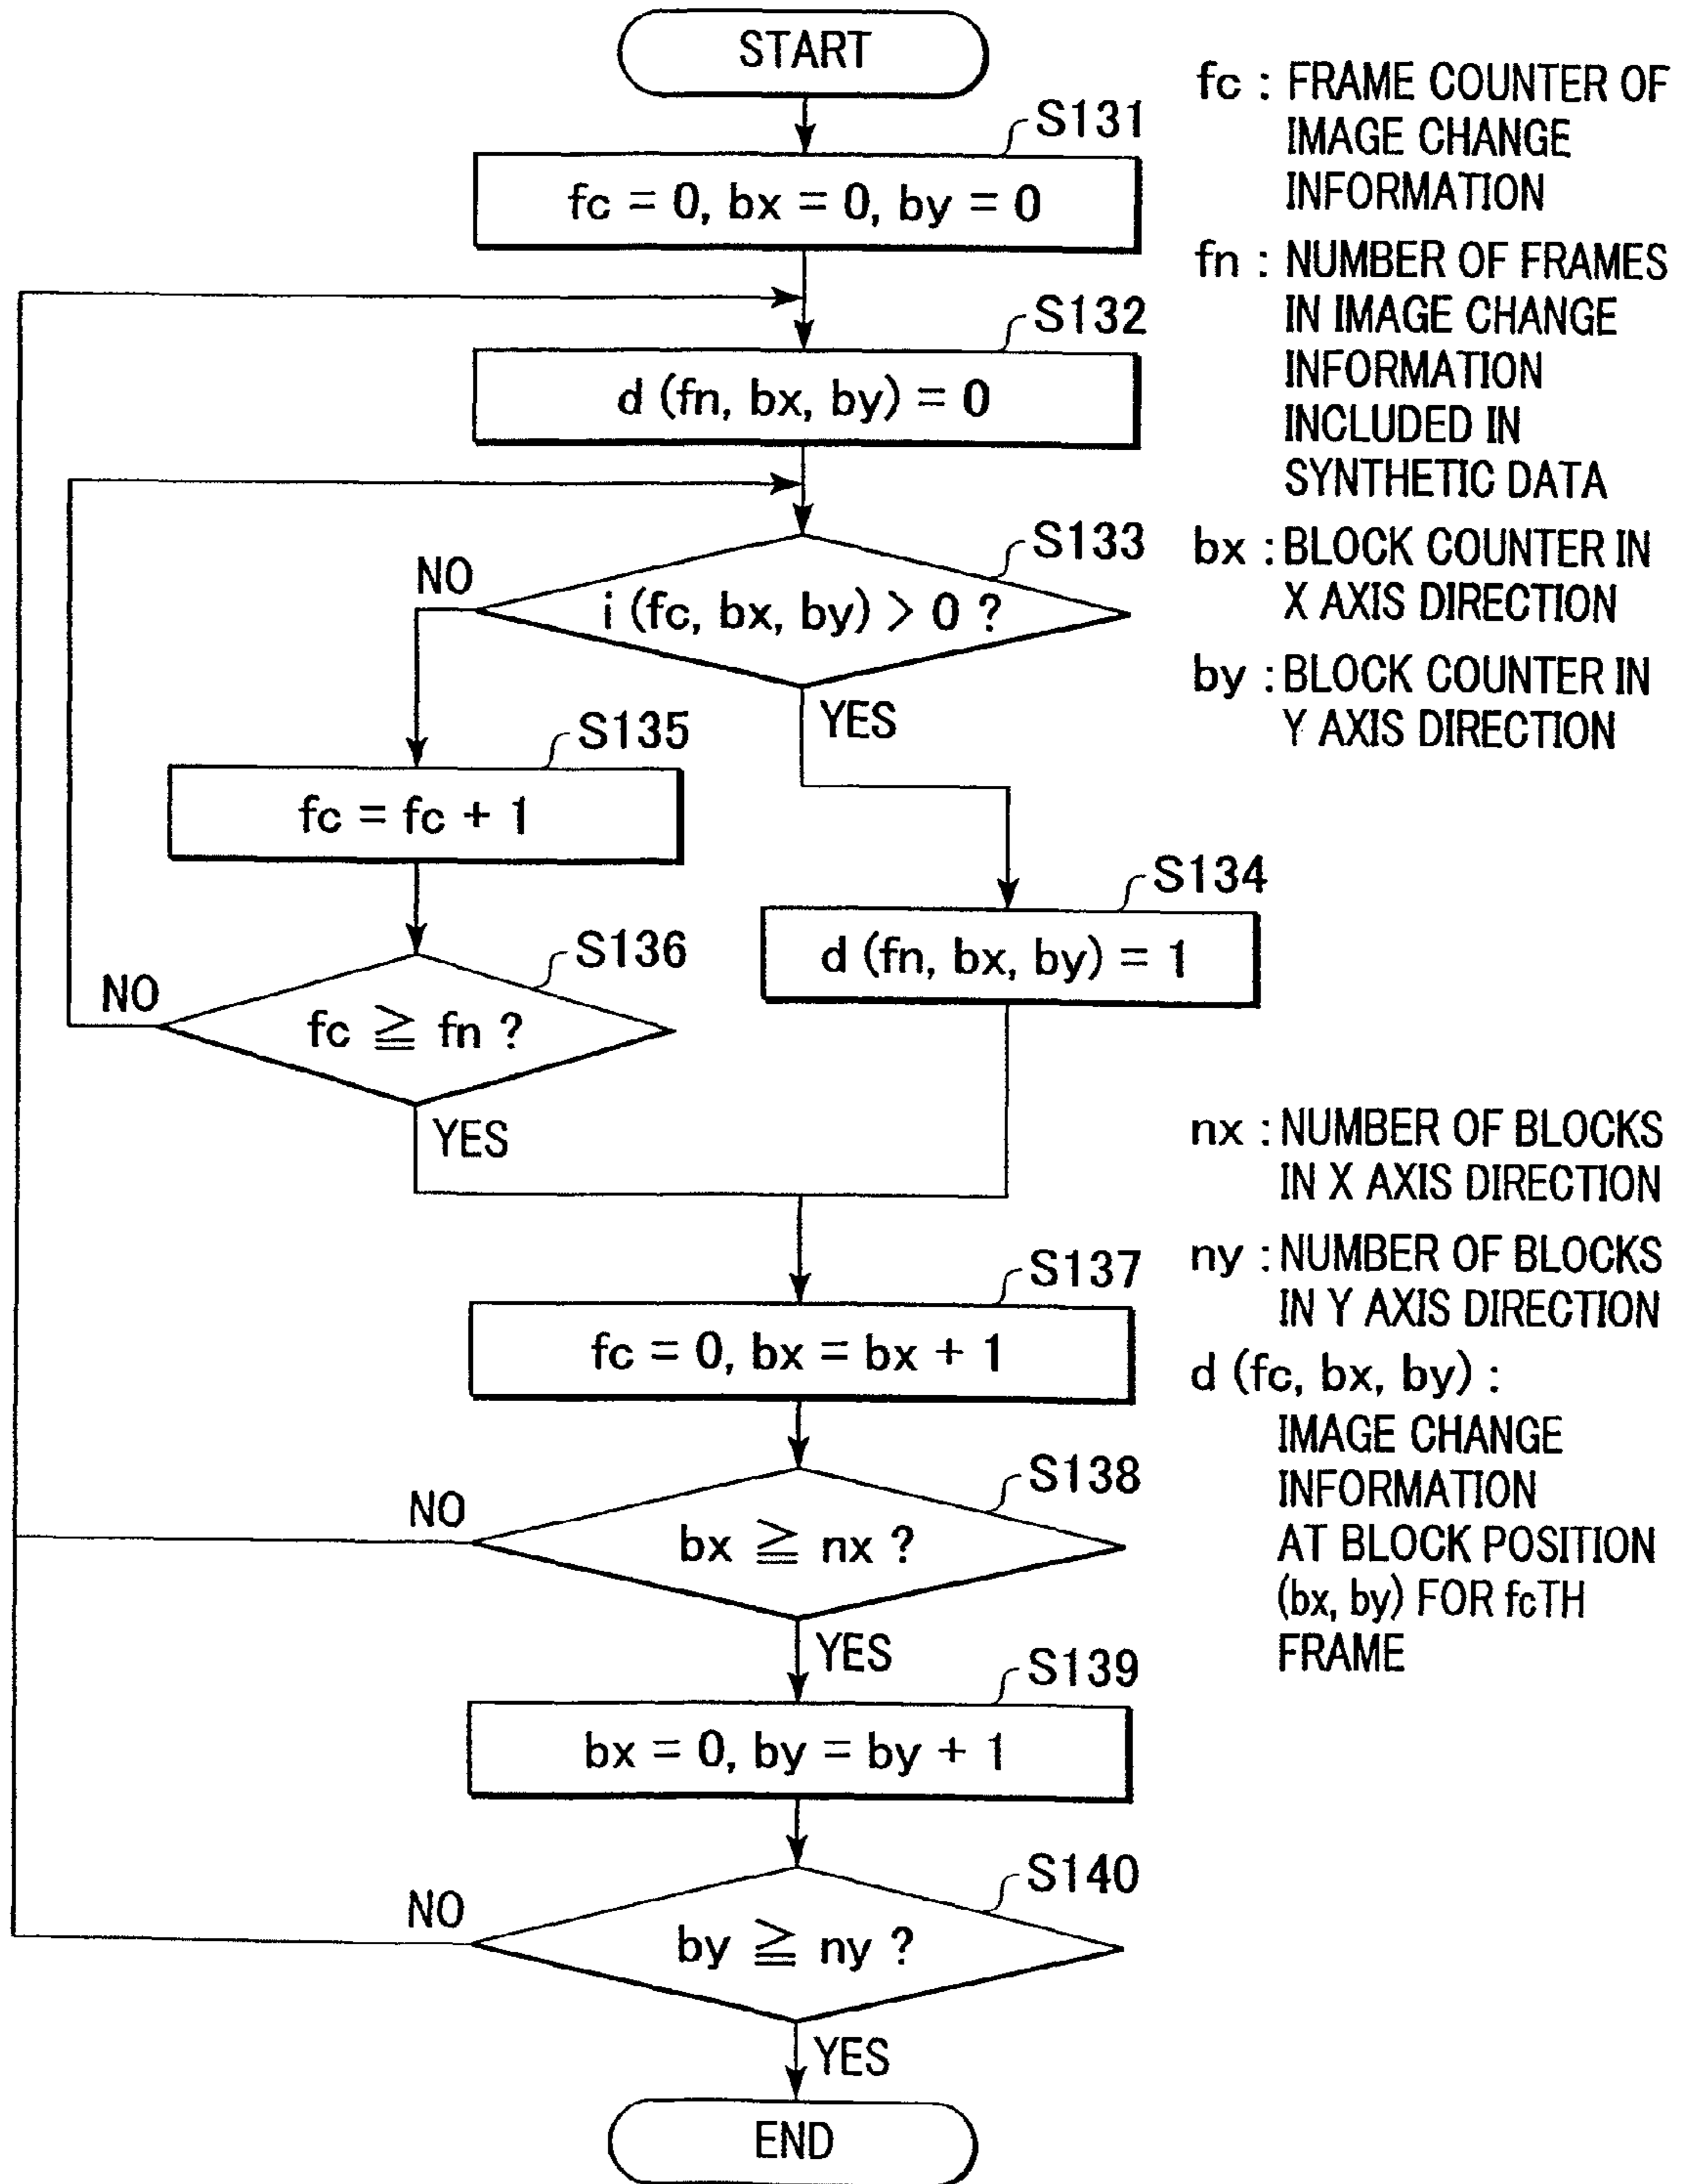 START
S131
fc = 0, bx = 0, by = 0
S132
d (fn, bx, by) = 0
S133
i (fc, bx, by) > 0 ?
NO
YES
S135
fc = fc + 1
S134
d (fn, bx, by) = 1
S136
fc ≧ fn ?
NO
YES
S137
fc = 0, bx = bx + 1
S138
bx ≧ nx ?
NO
YES
S139
bx = 0, by = by + 1
S140
by ≧ ny ?
NO
YES
END
fc : FRAME COUNTER OF
IMAGE CHANGE
INFORMATION
fn : NUMBER OF FRAMES
IN IMAGE CHANGE
INFORMATION
INCLUDED IN
SYNTHETIC DATA
bx : BLOCK COUNTER IN
X AXIS DIRECTION
by : BLOCK COUNTER IN
Y AXIS DIRECTION
nx : NUMBER OF BLOCKS
IN X AXIS DIRECTION
ny : NUMBER OF BLOCKS
IN Y AXIS DIRECTION
d (fc, bx, by) :
IMAGE CHANGE
INFORMATION
AT BLOCK POSITION
(bx, by) FOR fcTH
FRAME